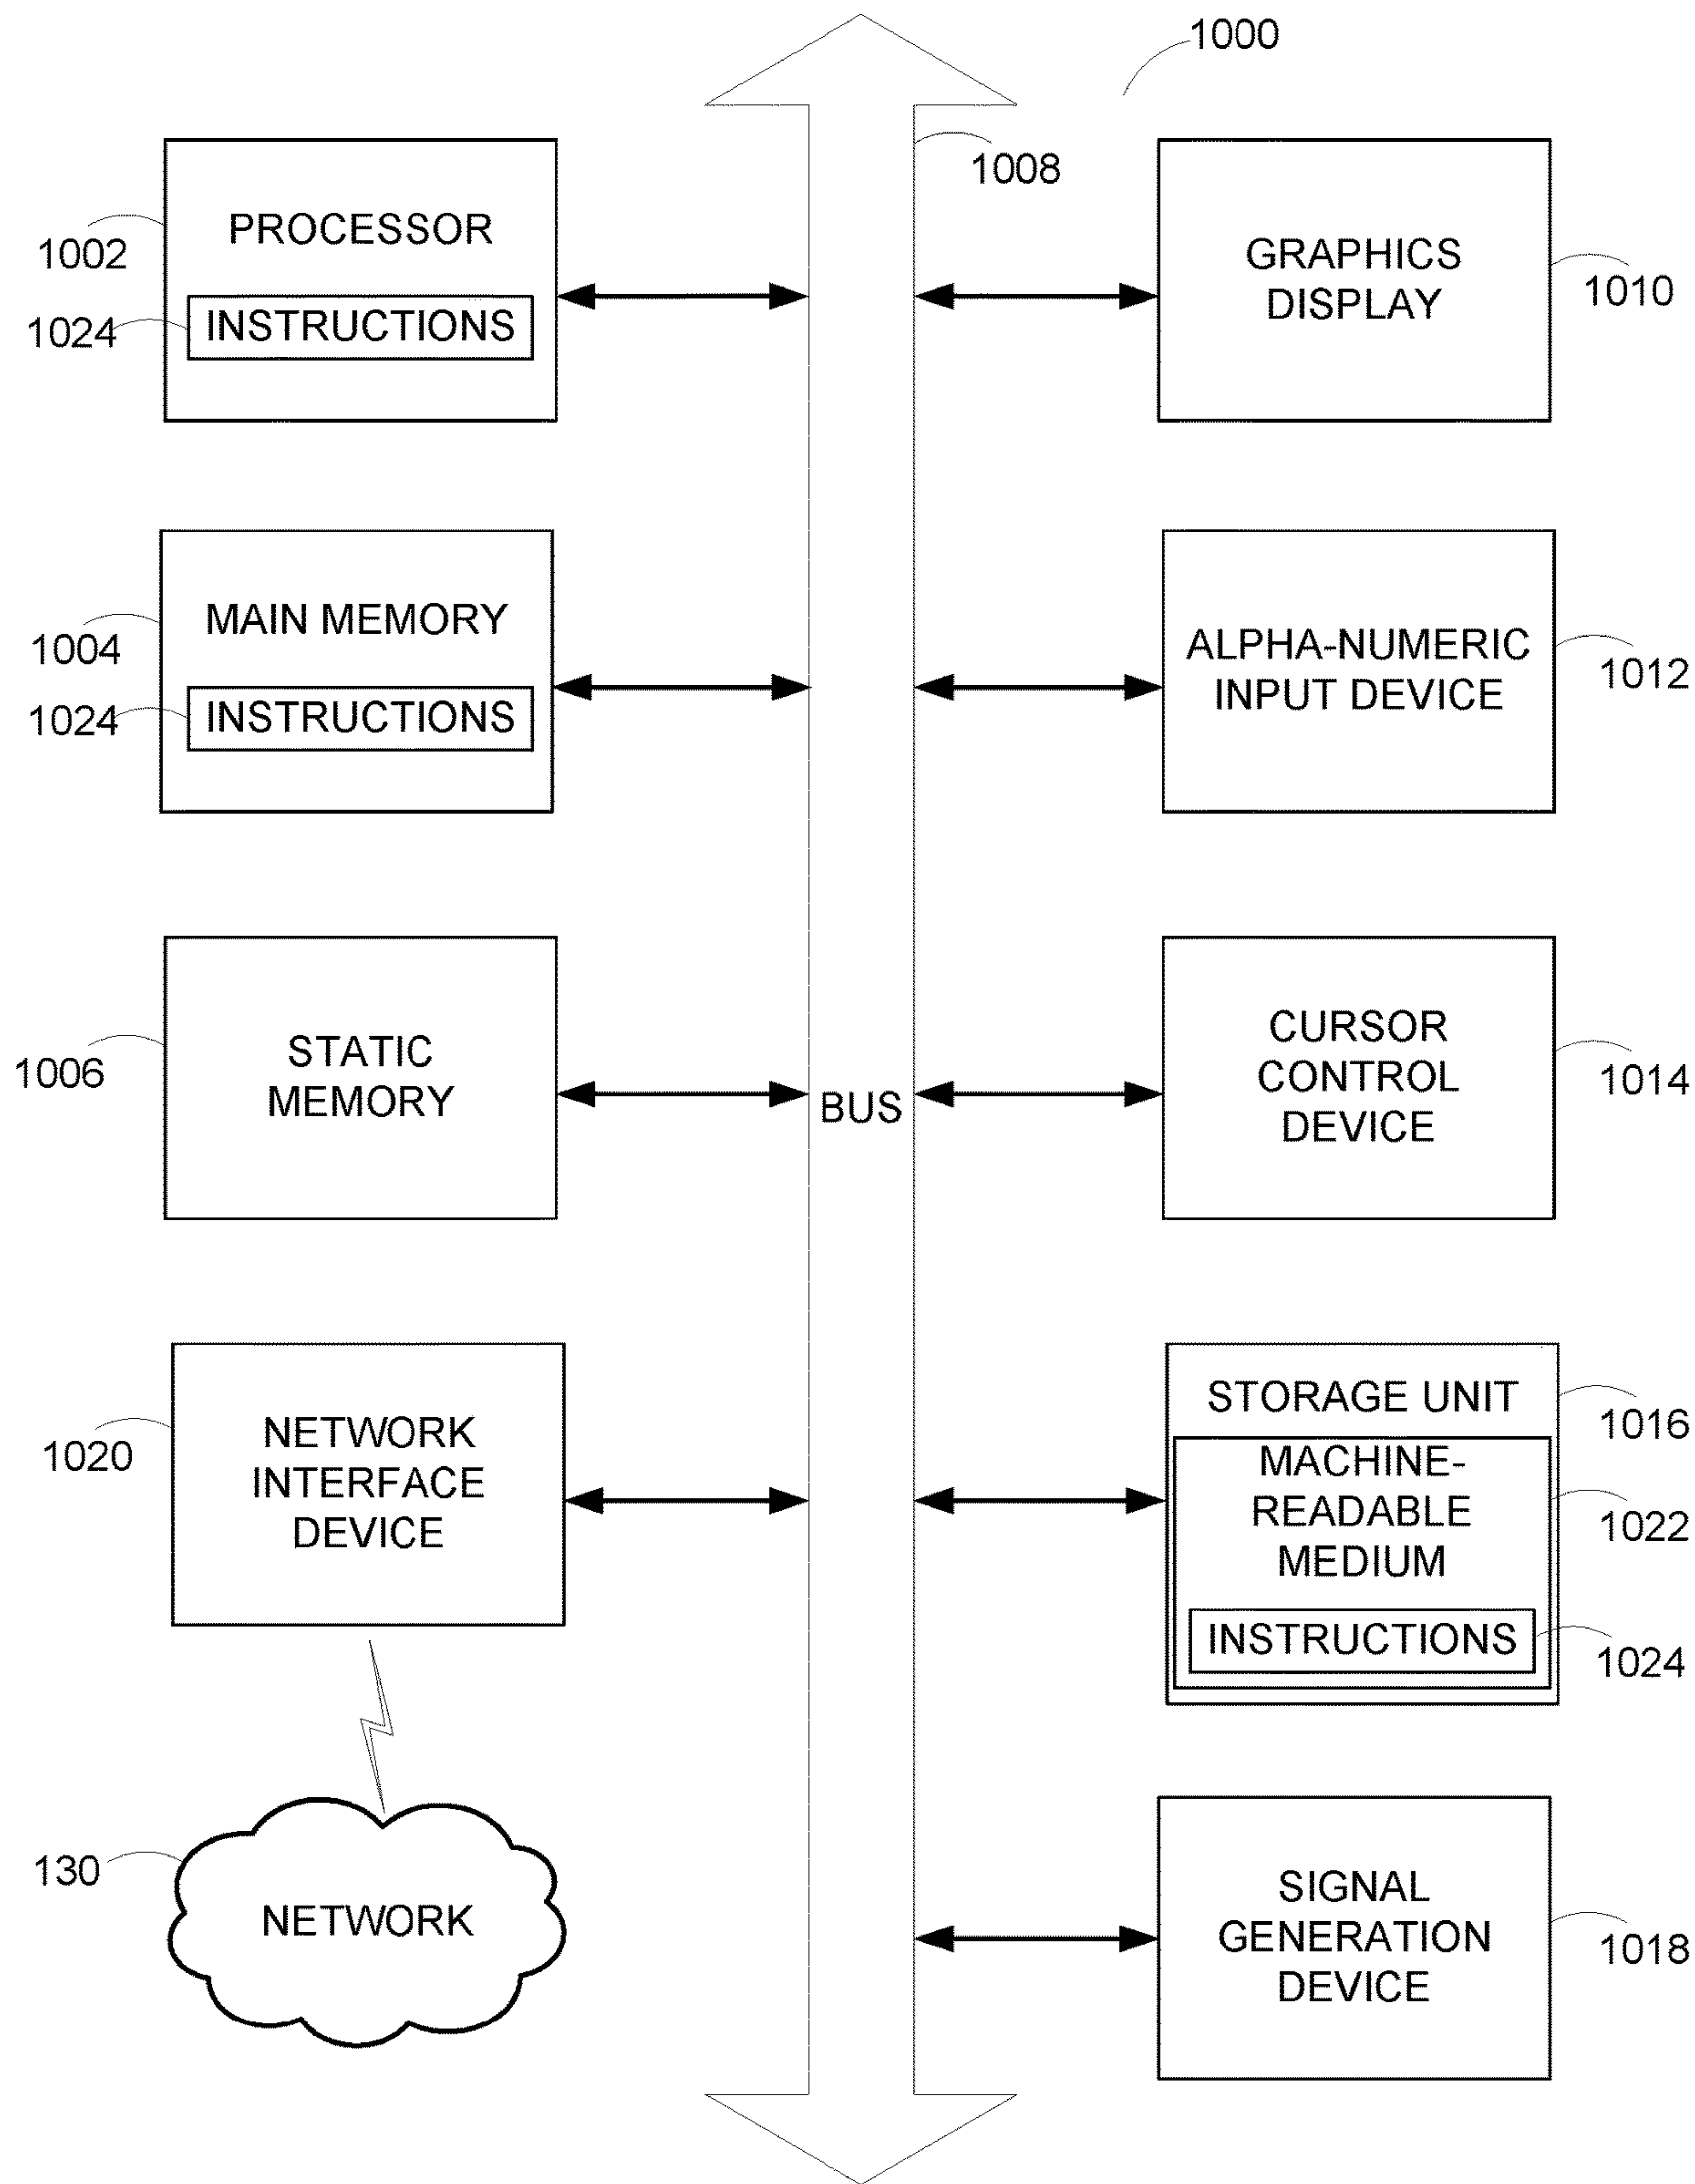 1000
1008
PROCESSOR
1002
1024
INSTRUCTIONS
GRAPHICS
DISPLAY
1010
MAIN MEMORY
1004
1024
INSTRUCTIONS
ALPHA-NUMERIC
INPUT DEVICE
1012
STATIC
MEMORY
1006
BUS
CURSOR
CONTROL
DEVICE
1014
NETWORK
INTERFACE
DEVICE
1020
STORAGE UNIT
1016
MACHINE-
READABLE
MEDIUM
1022
INSTRUCTIONS
1024
130
NETWORK
SIGNAL
GENERATION
DEVICE
1018